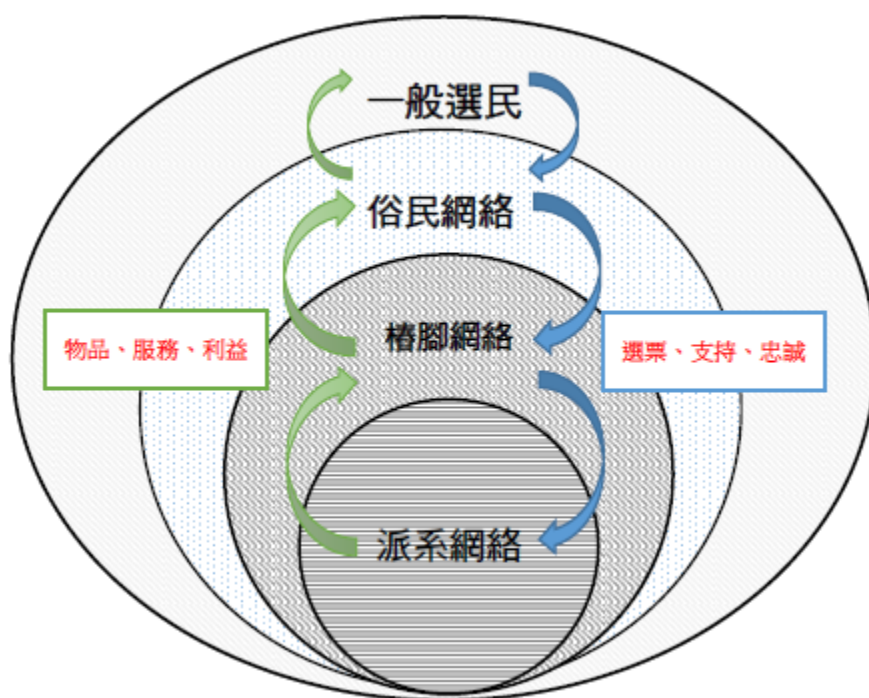 一般選民
俗民網絡
樁腳網絡
物品、服務、利益
選票、支持、忠誠
派系網絡